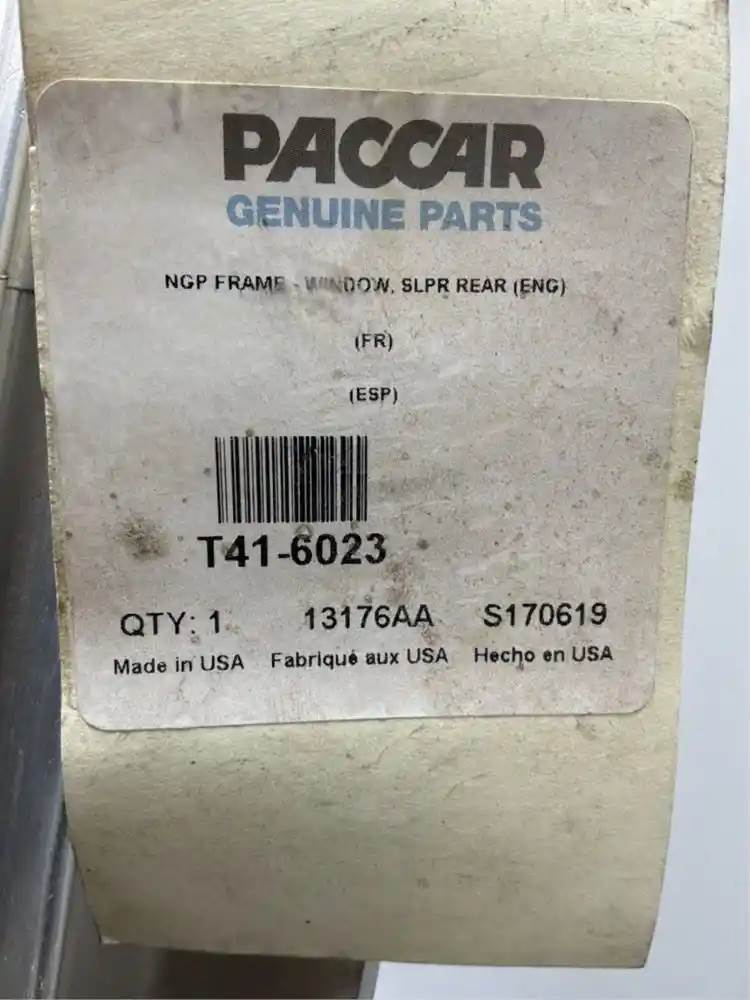 PACCAR
GENUINE PARTS
NGP FRAME - WINDOW, SLPR REAR (ENG)
(FR)
(ESP)
T41-6023
QTY: 1 13176AA S170619
Made in USA Fabriqué aux USA Hecho en USA